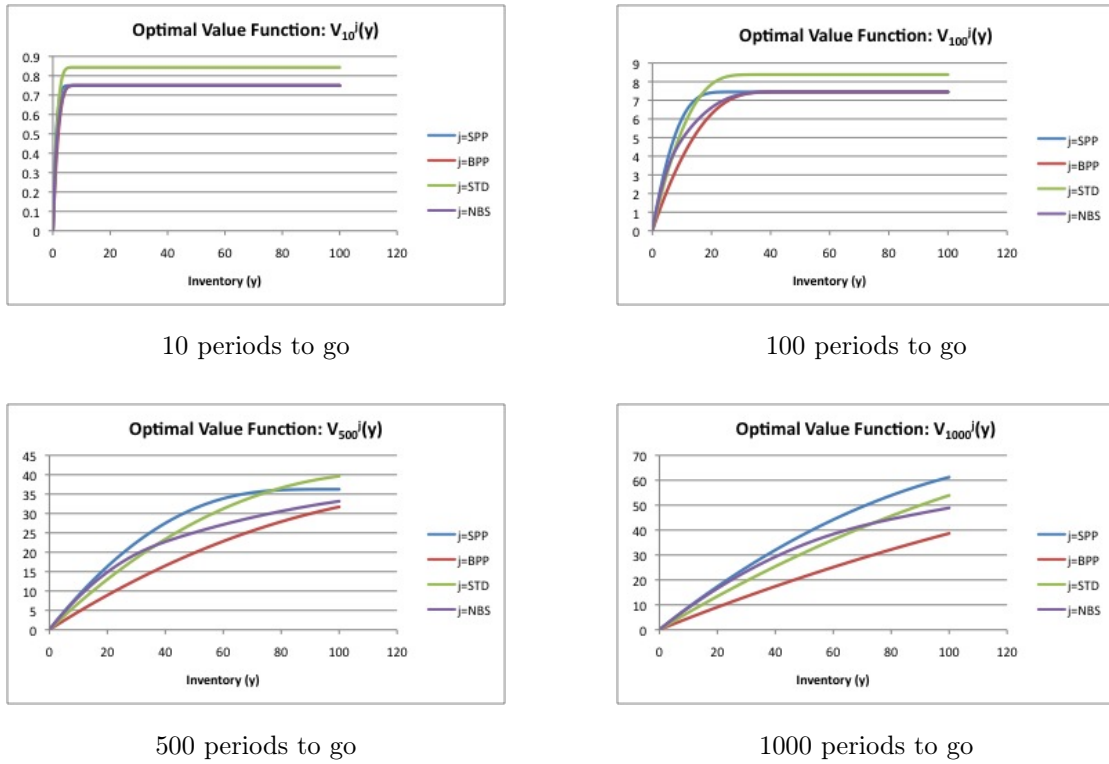 Optimal Value Function: V₁₀ʲ(y)
0.9
0.8
0.7
0.6
0.5
0.4
0.3
0.2
0.1
0
0 20 40 60 80 100 120
Inventory (y)
j=SPP
j=BPP
j=STD
j=NBS
10 periods to go
Optimal Value Function: V₁₀₀ʲ(y)
9
8
7
6
5
4
3
2
1
0
0 20 40 60 80 100 120
Inventory (y)
j=SPP
j=BPP
j=STD
j=NBS
100 periods to go
Optimal Value Function: V₅₀₀ʲ(y)
45
40
35
30
25
20
15
10
5
0
0 20 40 60 80 100 120
Inventory (y)
j=SPP
j=BPP
j=STD
j=NBS
500 periods to go
Optimal Value Function: V₁₀₀₀ʲ(y)
70
60
50
40
30
20
10
0
0 20 40 60 80 100 120
Inventory (y)
j=SPP
j=BPP
j=STD
j=NBS
1000 periods to go